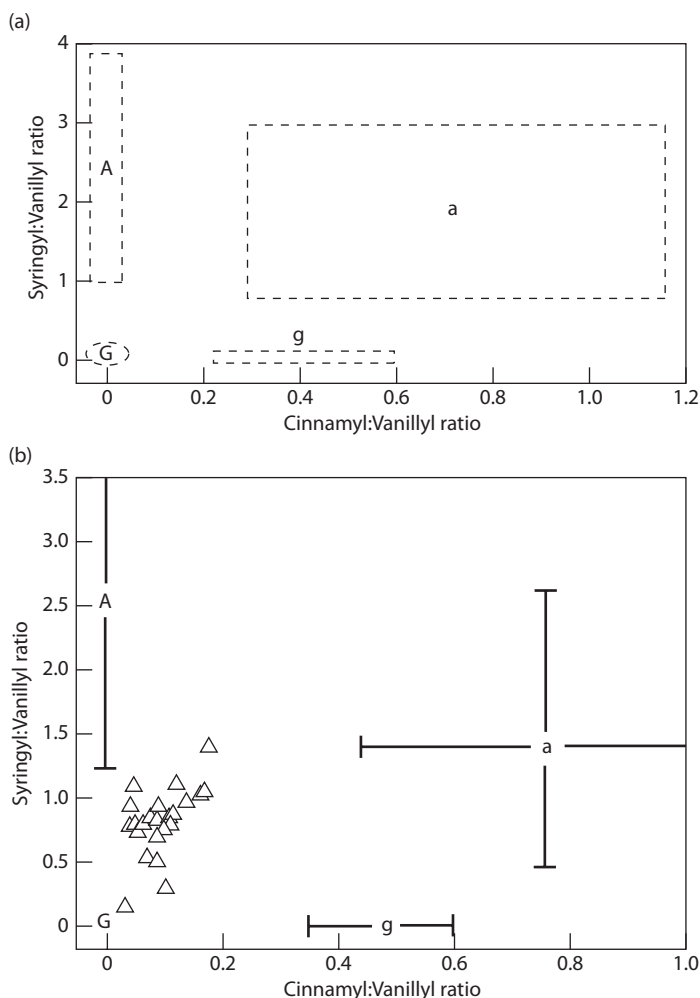 (a)
Syringyl:Vanillyl ratio
4
3
2
1
0
A
a
G
g
0 0.2 0.4 0.6 0.8 1.0 1.2
Cinnamyl:Vanillyl ratio
(b)
Syringyl:Vanillyl ratio
3.5
3.0
2.5
2.0
1.5
1.0
0.5
0
A
a
G
g
0 0.2 0.4 0.6 0.8 1.0
Cinnamyl:Vanillyl ratio